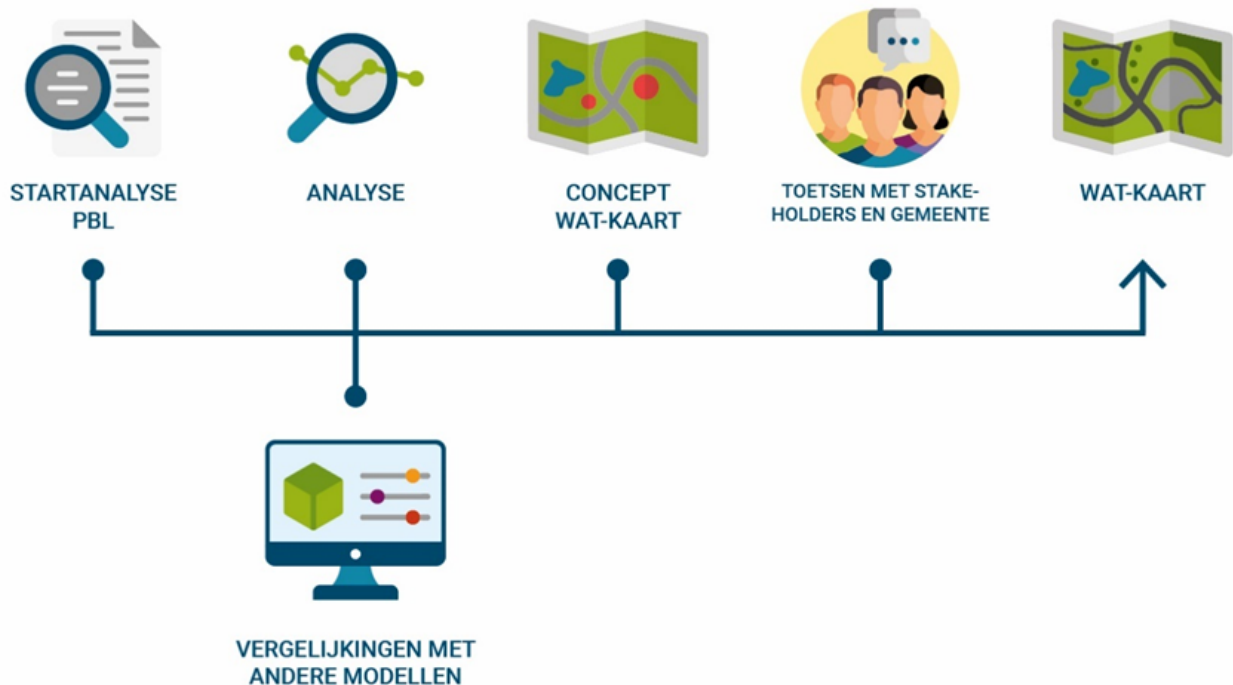 STARTANALYSE
PBL
ANALYSE
CONCEPT
WAT-KAART
TOETSEN MET STAKE-
HOLDERS EN GEMEENTE
WAT-KAART
VERGELIJKINGEN MET
ANDERE MODELLEN